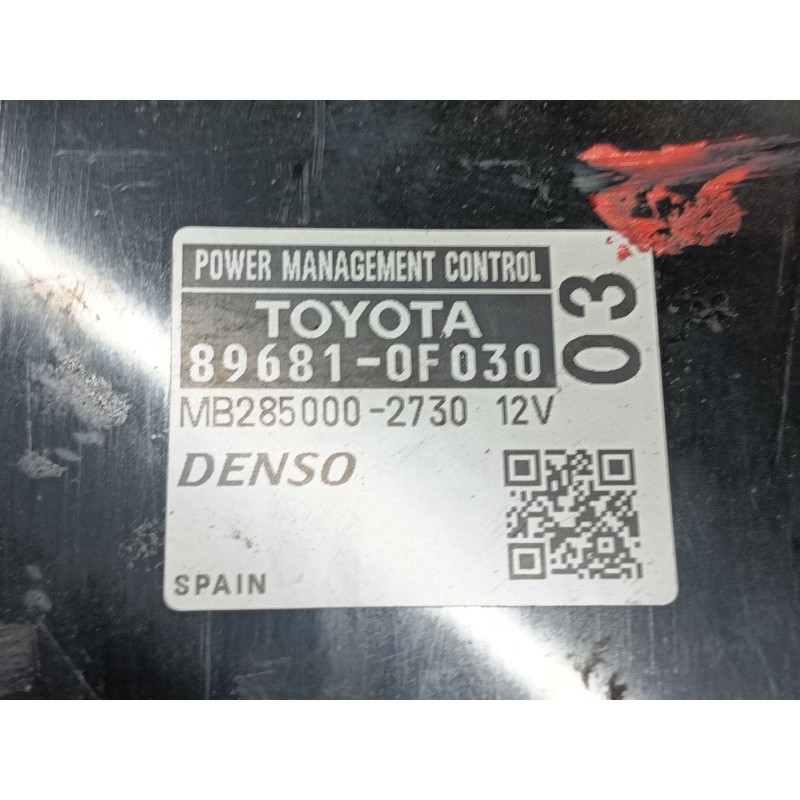 POWER MANAGEMENT CONTROL
TOYOTA
89681-0F030
03
MB285000-2730 12V
DENSO
SPAIN